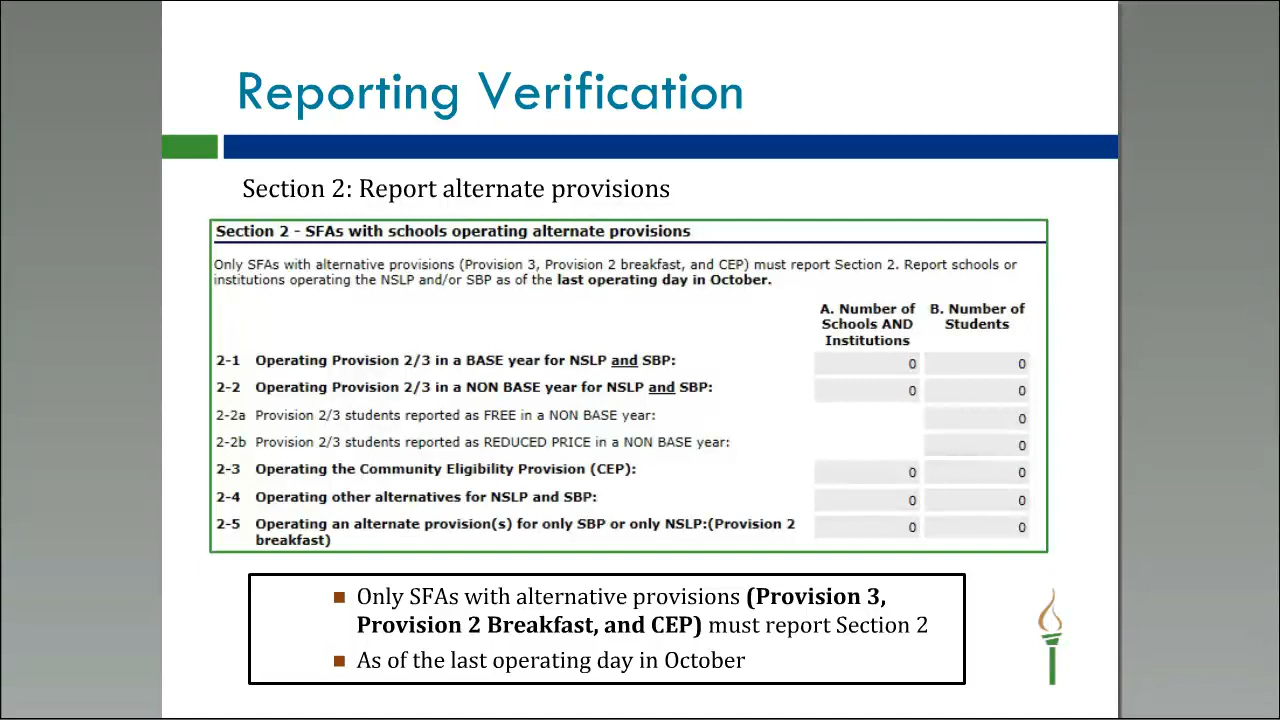 Reporting Verification
Section 2: Report alternate provisions
Section 2 - SFAs with schools operating alternate provisions
Only SFAs with alternative provisions (Provision 3, Provision 2 breakfast, and CEP) must report Section 2. Report schools or
institutions operating the NSLP and/or SBP as of the last operating day in October.
A. Number of Schools AND Institutions
B. Number of Students
2-1 Operating Provision 2/3 in a BASE year for NSLP and SBP: 0 0
2-2 Operating Provision 2/3 in a NON BASE year for NSLP and SBP: 0 0
2-2a Provision 2/3 students reported as FREE in a NON BASE year: 0
2-2b Provision 2/3 students reported as REDUCED PRICE in a NON BASE year: 0
2-3 Operating the Community Eligibility Provision (CEP): 0 0
2-4 Operating other alternatives for NSLP and SBP: 0 0
2-5 Operating an alternate provision(s) for only SBP or only NSLP:(Provision 2 0 0
breakfast)
Only SFAs with alternative provisions (Provision 3,
Provision 2 Breakfast, and CEP) must report Section 2
As of the last operating day in October